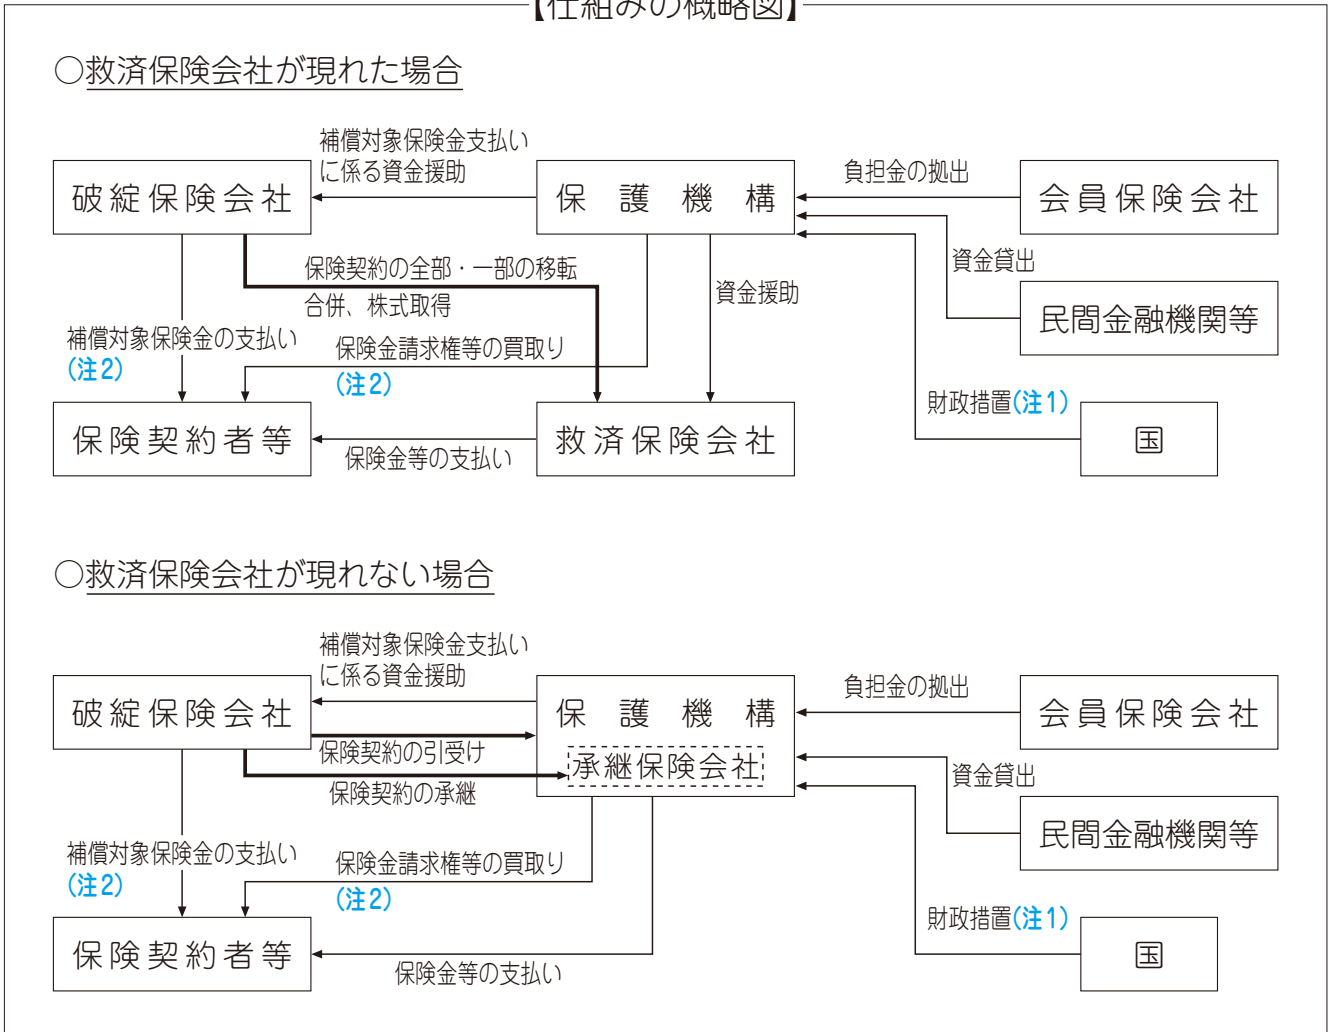 【仕組みの概略図】
○救済保険会社が現れた場合
補償対象保険金支払い
に係る資金援助
破綻保険会社
保護機構
負担金の拠出
会員保険会社
保険契約の全部・一部の移転
合併、株式取得
資金援助
資金貸出
民間金融機関等
補償対象保険金の支払い
(注2)
保険金請求権等の買取り
(注2)
財政措置(注1)
保険契約者等
保険金等の支払い
救済保険会社
国
○救済保険会社が現れない場合
補償対象保険金支払い
に係る資金援助
破綻保険会社
保護機構
負担金の拠出
会員保険会社
保険契約の引受け
承継保険会社
保険契約の承継
資金貸出
民間金融機関等
補償対象保険金の支払い
(注2)
保険金請求権等の買取り
(注2)
財政措置(注1)
保険契約者等
保険金等の支払い
国